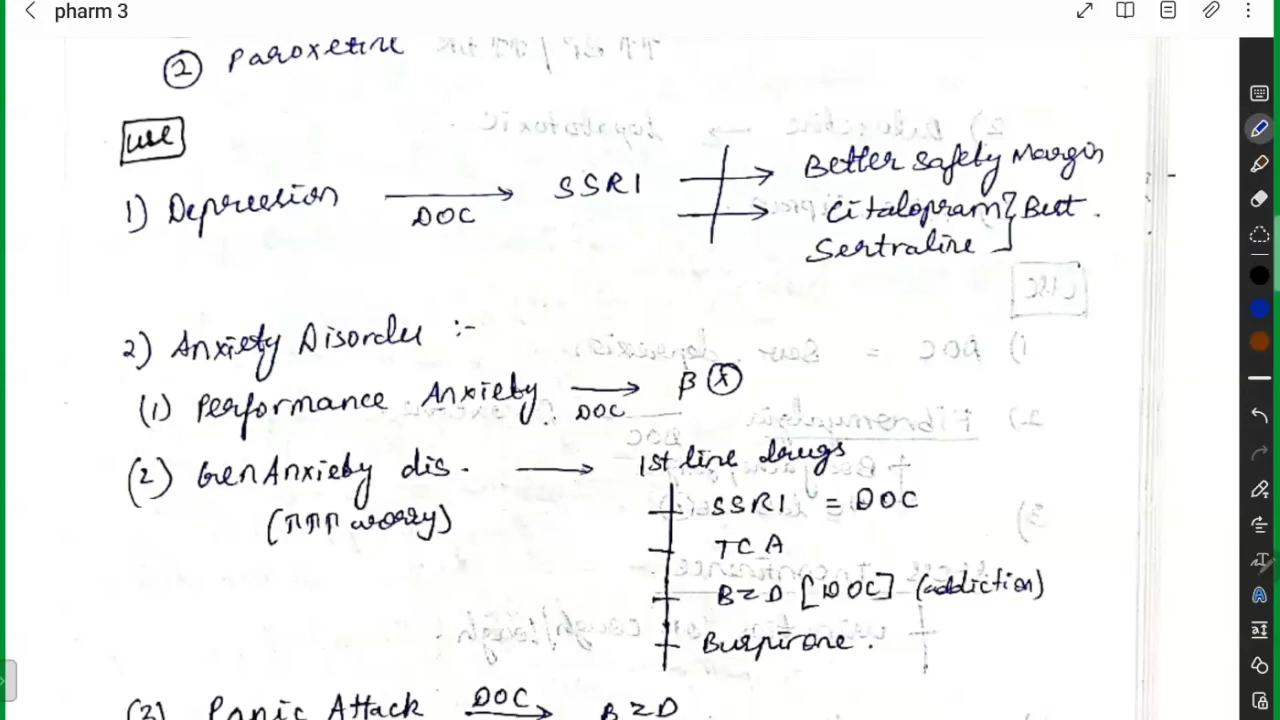 pharm 3
② Paroxetine
use
1) Depression DOC→ SSRI → Better safety Margin
→ Citalopram } Best.
Sertraline
2) Anxiety Disorder :-
(1) Performance Anxiety. DOC→ β ⊗
(2) Gen Anxiety dis. → 1st line drugs
(↑↑↑ worry)
SSRI = DOC
TCA
BZD [DOC] (addiction)
Buspirone.
(3) Panic Attack DOC→ BZD